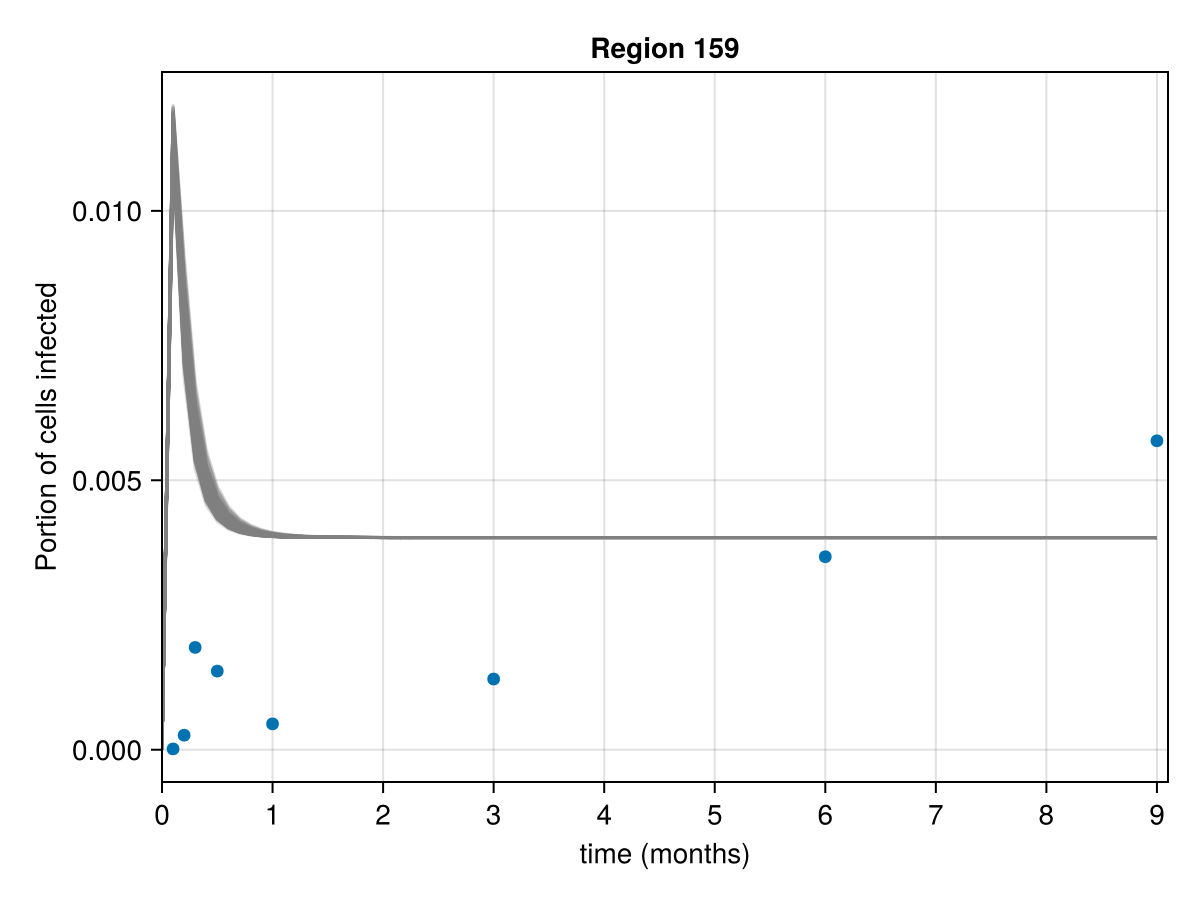 Region 159
Portion of cells infected
0.010
0.005
0.000
0 1 2 3 4 5 6 7 8 9
time (months)